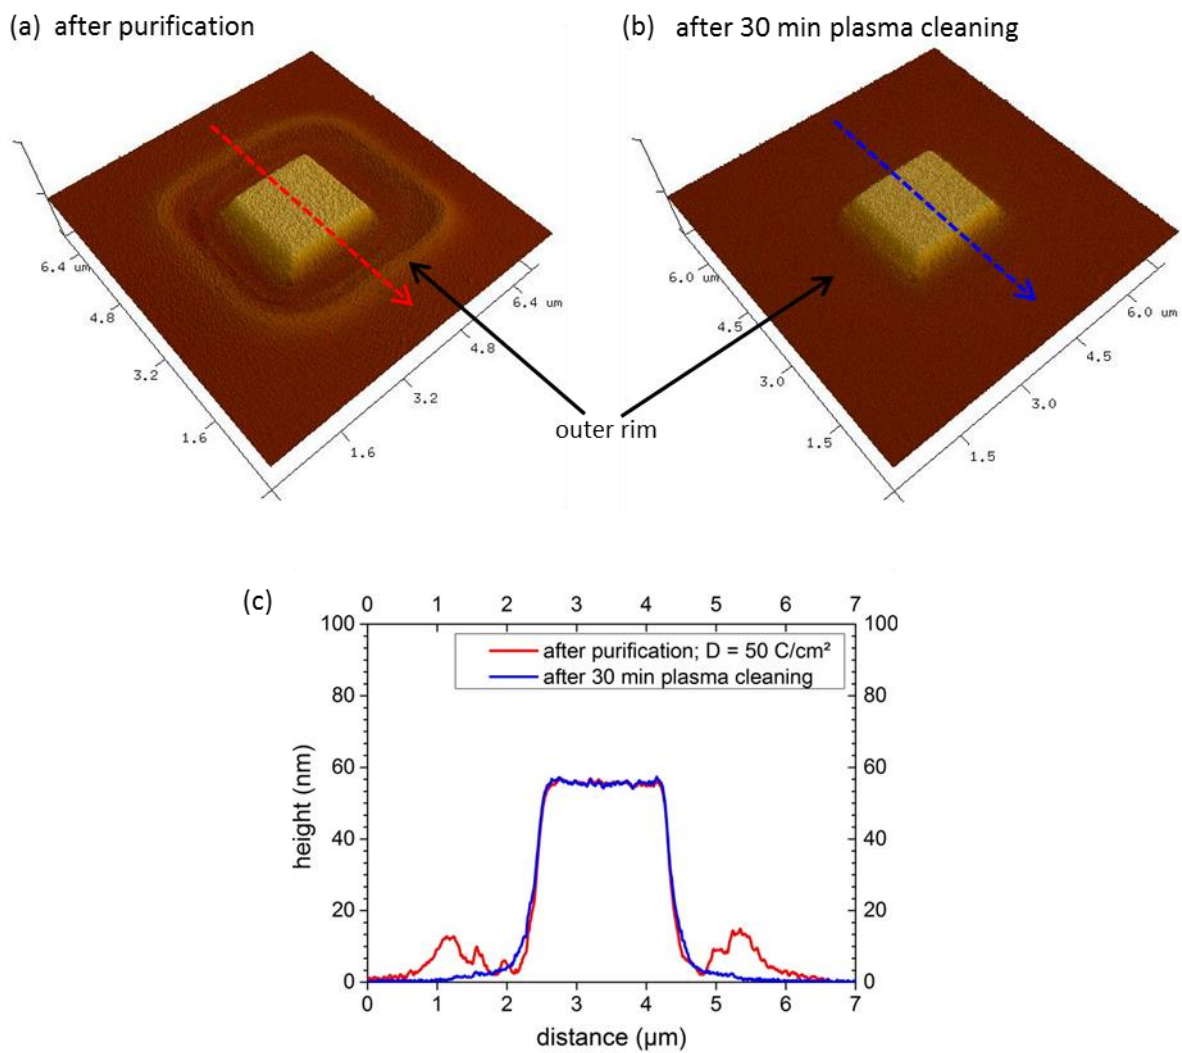 (a) after purification
(b) after 30 min plasma cleaning
6.4 um
4.8
3.2
1.6
1.6
3.2
4.8
6.4 um
6.0 um
4.5
3.0
1.5
1.5
3.0
4.5
6.0 um
outer rim
(c)
0 1 2 3 4 5 6 7
100 100
after purification; D = 50 C/cm²
after 30 min plasma cleaning
80 80
60 60
height (nm)
40 40
20 20
0 0
0 1 2 3 4 5 6 7
distance (µm)